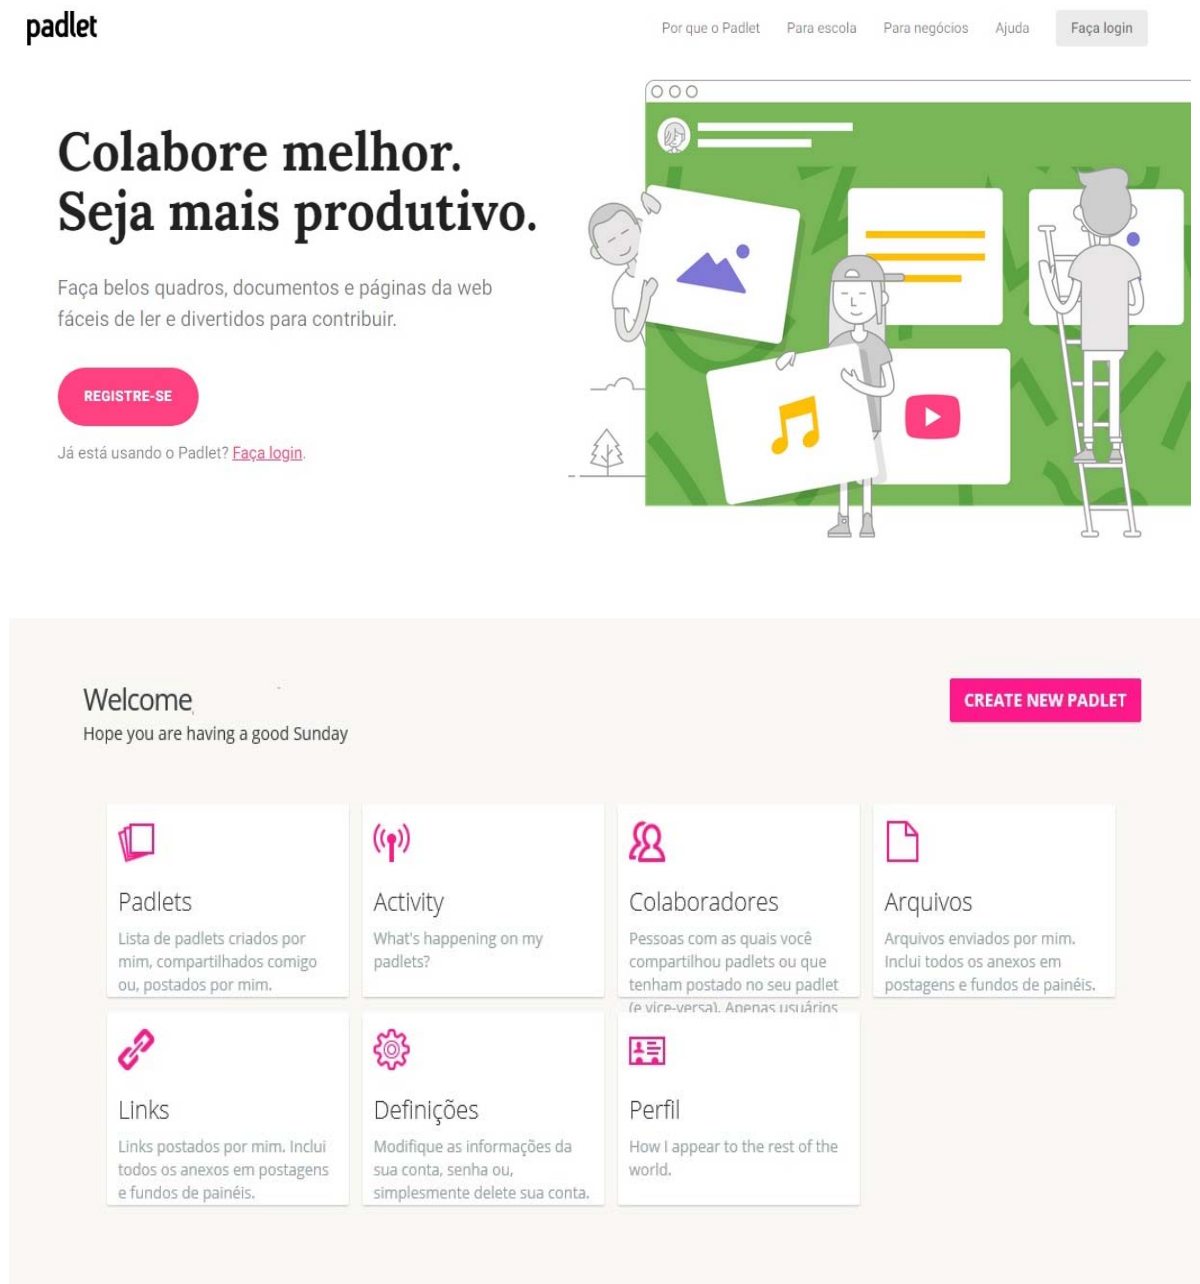 padlet
Por que o Padlet Para escola Para negócios Ajuda Faça login
Colabore melhor.
Seja mais produtivo.
Faça belos quadros, documentos e páginas da web
fáceis de ler e divertidos para contribuir.
REGISTRE-SE
Já está usando o Padlet? Faça login.
Welcome
Hope you are having a good Sunday
CREATE NEW PADLET
Padlets
Lista de padlets criados por
mim, compartilhados comigo
ou, postados por mim.
Activity
What's happening on my
padlets?
Colaboradores
Pessoas com as quais você
compartilhou padlets ou que
tenham postado no seu padlet
(e vice-versa). Apenas usuários
Arquivos
Arquivos enviados por mim.
Inclui todos os anexos em
postagens e fundos de painéis.
Links
Links postados por mim. Inclui
todos os anexos em postagens
e fundos de painéis.
Definições
Modifique as informações da
sua conta, senha ou,
simplesmente delete sua conta.
Perfil
How I appear to the rest of the
world.